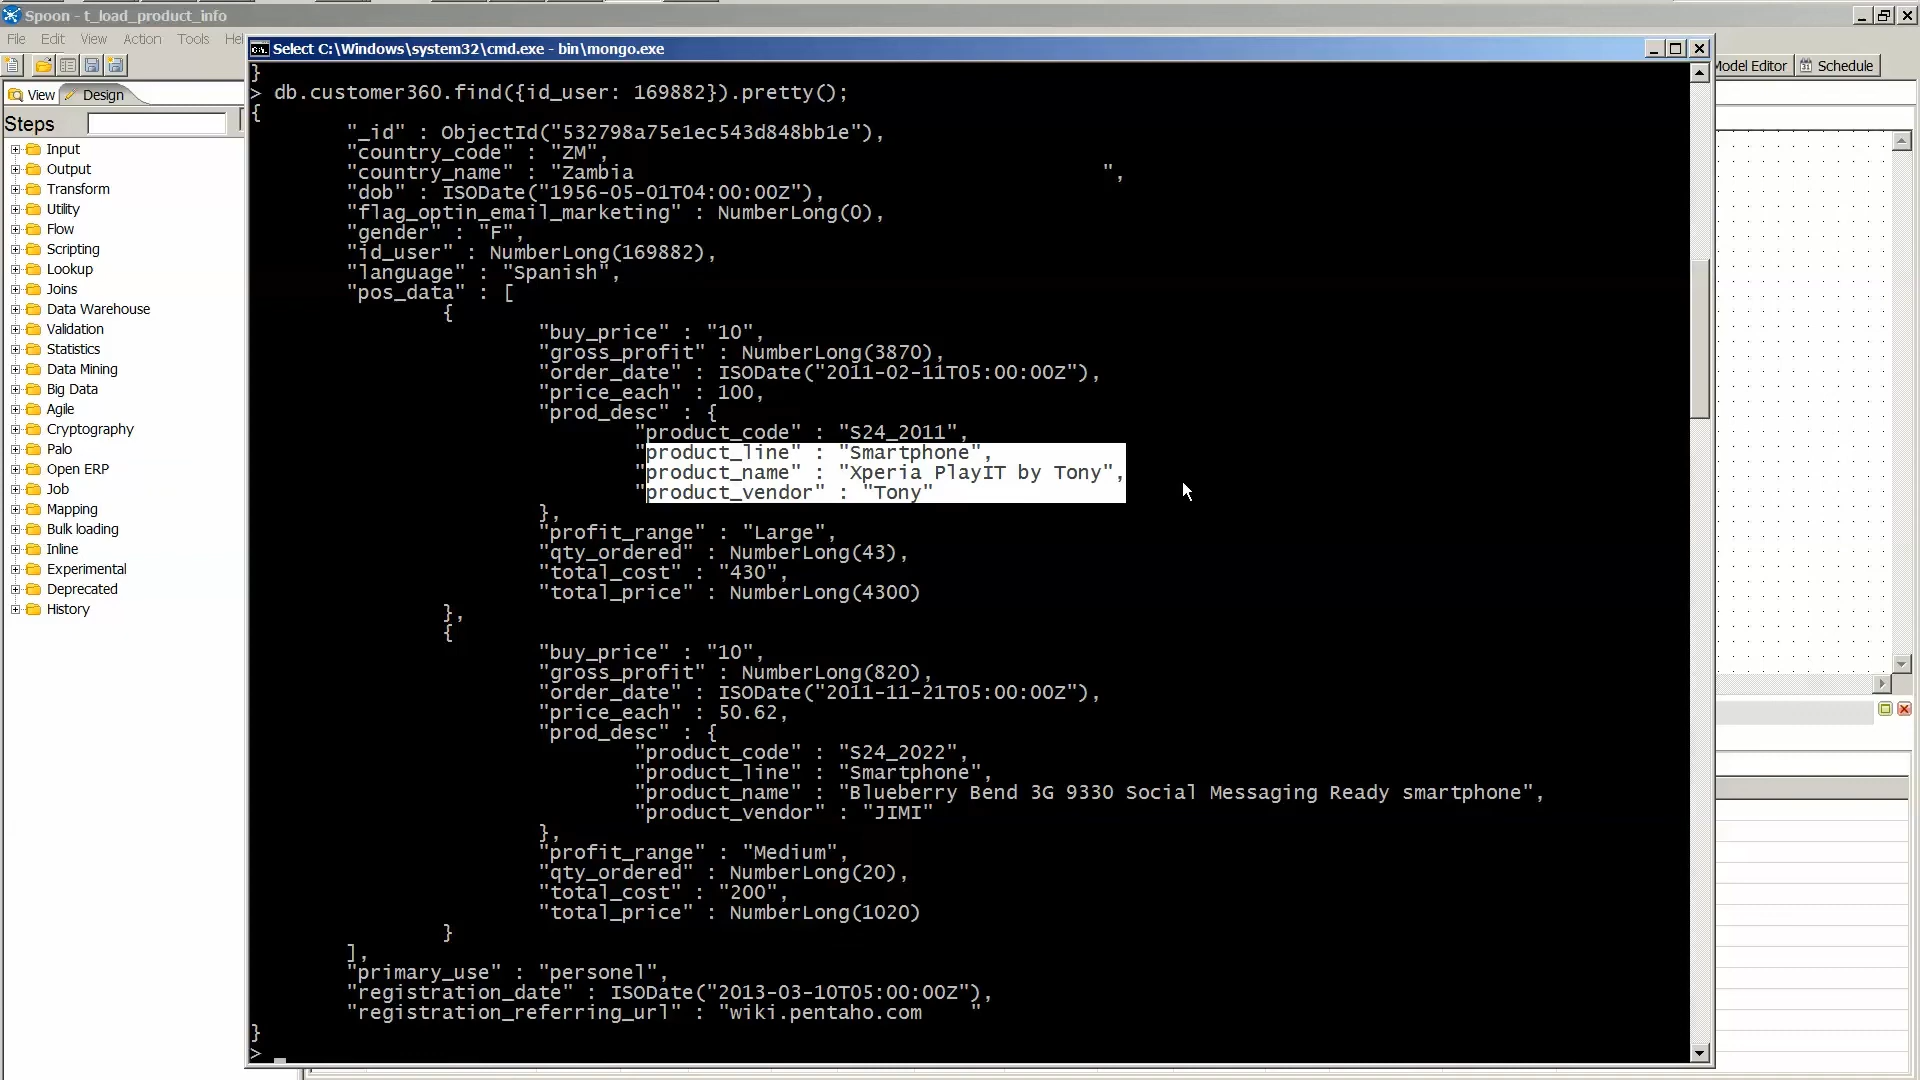 Spoon - t_load_product_info
File Edit View Action Tools Hel
Select C:\Windows\system32\cmd.exe - bin\mongo.exe
Model Editor Schedule
View Design
Steps
Input
Output
Transform
Utility
Flow
Scripting
Lookup
Joins
Data Warehouse
Validation
Statistics
Data Mining
Big Data
Agile
Cryptography
Palo
Open ERP
Job
Mapping
Bulk loading
Inline
Experimental
Deprecated
History
}
> db.customer360.find({id_user: 169882}).pretty();
{
"_id" : ObjectId("532798a75e1ec543d848bb1e"),
"country_code" : "ZM",
"country_name" : "Zambia ",
"dob" : ISODate("1956-05-01T04:00:00Z"),
"flag_optin_email_marketing" : NumberLong(0),
"gender" : "F",
"id_user" : NumberLong(169882),
"language" : "Spanish",
"pos_data" : [
{
"buy_price" : "10",
"gross_profit" : NumberLong(3870),
"order_date" : ISODate("2011-02-11T05:00:00Z"),
"price_each" : 100,
"prod_desc" : {
"product_code" : "S24_2011",
"product_line" : "Smartphone",
"product_name" : "Xperia PlayIT by Tony",
"product_vendor" : "Tony"
},
"profit_range" : "Large",
"qty_ordered" : NumberLong(43),
"total_cost" : "430",
"total_price" : NumberLong(4300)
},
{
"buy_price" : "10",
"gross_profit" : NumberLong(820),
"order_date" : ISODate("2011-11-21T05:00:00Z"),
"price_each" : 50.62,
"prod_desc" : {
"product_code" : "S24_2022",
"product_line" : "Smartphone",
"product_name" : "Blueberry Bend 3G 9330 Social Messaging Ready smartphone",
"product_vendor" : "JIMI"
},
"profit_range" : "Medium",
"qty_ordered" : NumberLong(20),
"total_cost" : "200",
"total_price" : NumberLong(1020)
}
],
"primary_use" : "personel",
"registration_date" : ISODate("2013-03-10T05:00:00Z"),
"registration_referring_url" : "wiki.pentaho.com "
}
>